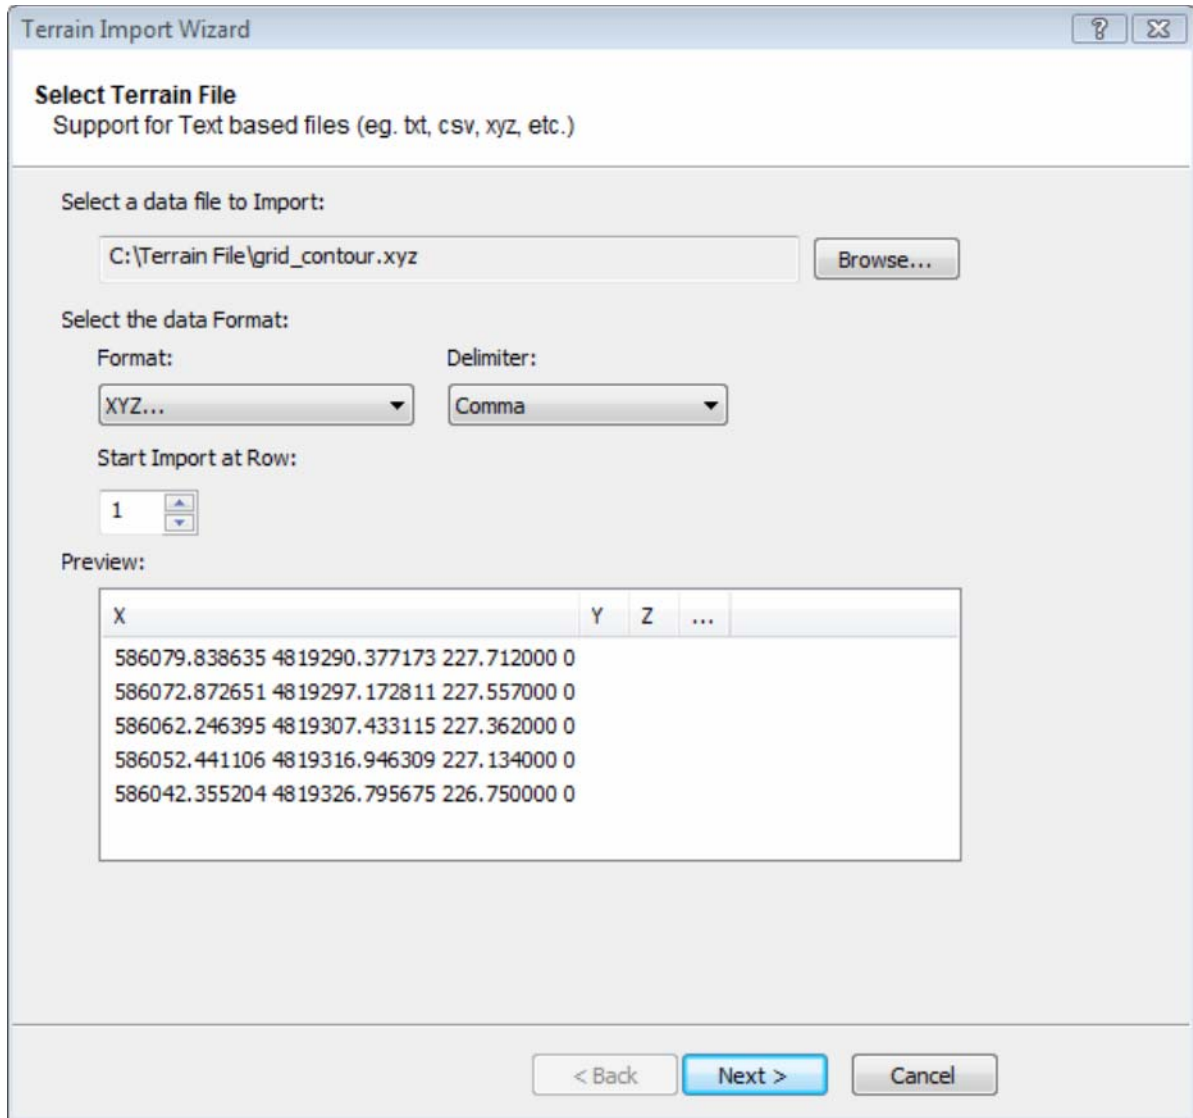 Terrain Import Wizard
Select Terrain File
Support for Text based files (eg. txt, csv, xyz, etc.)
Select a data file to Import:
C:\Terrain File\grid_contour.xyz
Browse...
Select the data Format:
Format: Delimiter:
XYZ... Comma
Start Import at Row:
1
Preview:
X Y Z ...
586079.838635 4819290.377173 227.712000 0
586072.872651 4819297.172811 227.557000 0
586062.246395 4819307.433115 227.362000 0
586052.441106 4819316.946309 227.134000 0
586042.355204 4819326.795675 226.750000 0
< Back Next > Cancel